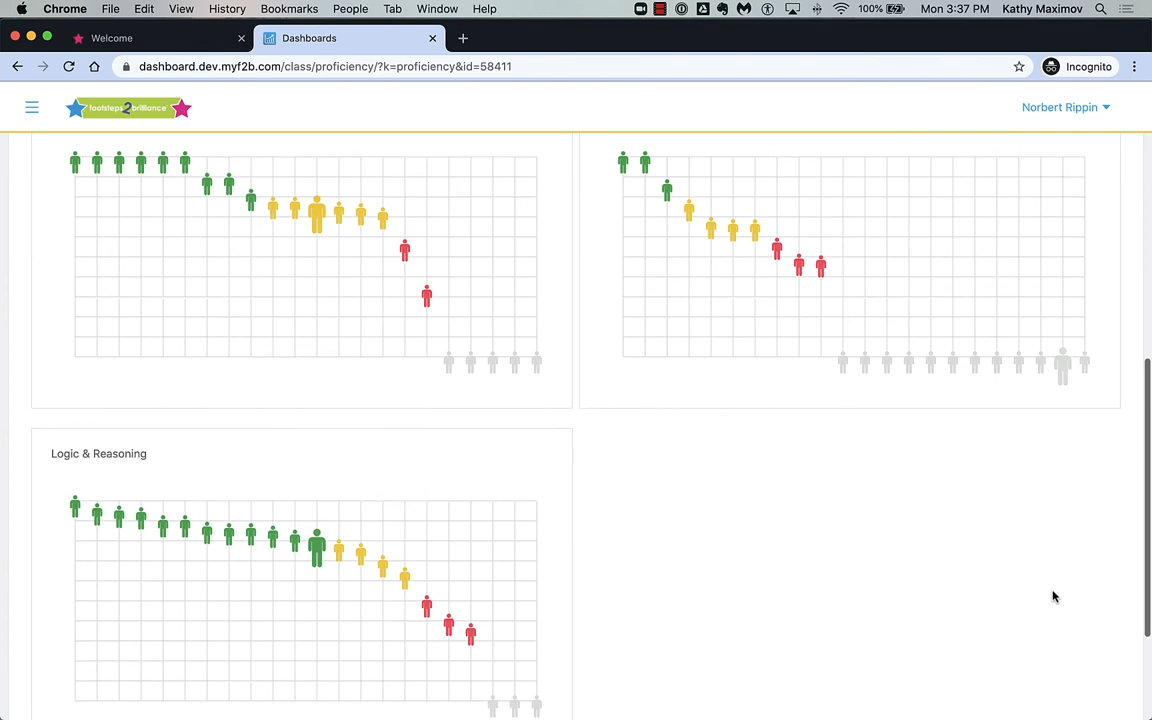 Chrome File Edit View History Bookmarks People Tab Window Help 100% Mon 3:37 PM Kathy Maximov
Welcome Dashboards
dashboard.dev.myf2b.com/class/proficiency/?k=proficiency&id=58411 Incognito
footsteps2brilliance Norbert Rippin
Logic & Reasoning